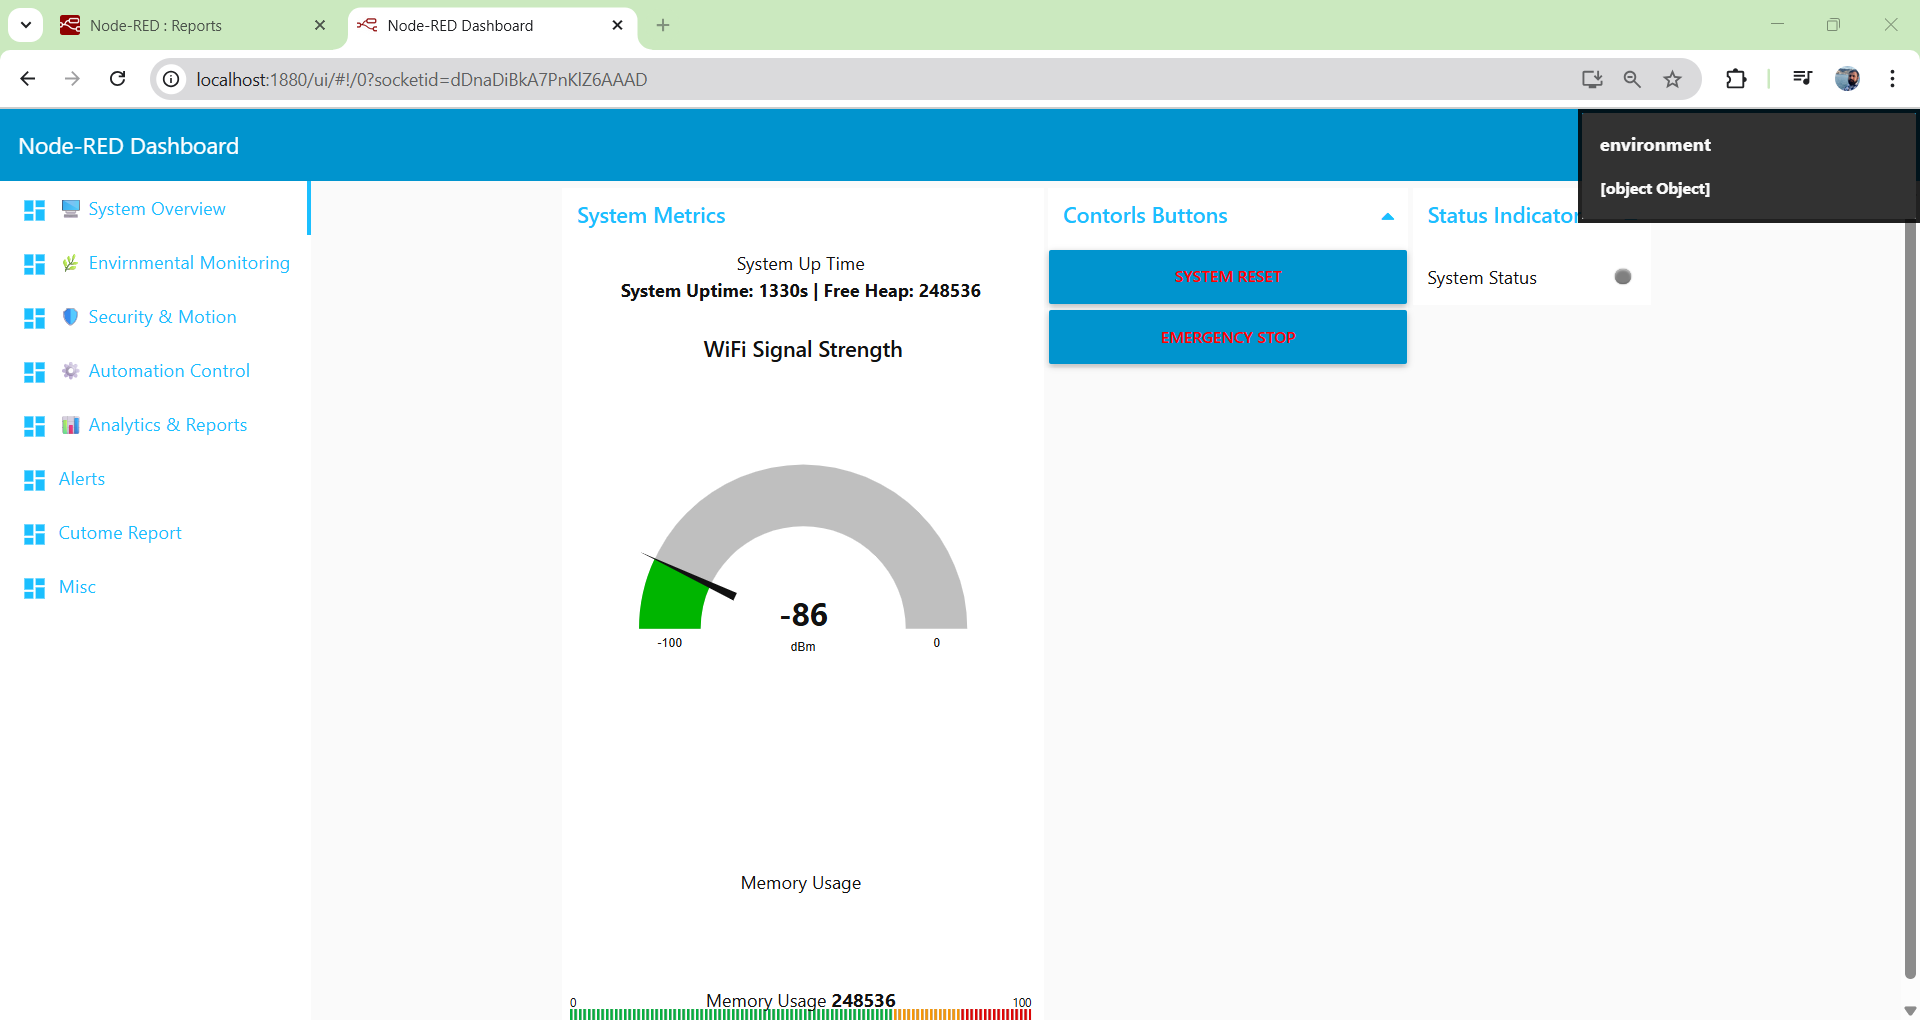 Node-RED : Reports
Node-RED Dashboard
localhost:1880/ui/#!/0?socketid=dDnaDiBkA7PnKlZ6AAAD
Node-RED Dashboard
environment
[object Object]
System Overview
Envirnmental Monitoring
Security & Motion
Automation Control
Analytics & Reports
Alerts
Cutome Report
Misc
System Metrics
System Up Time
System Uptime: 1330s | Free Heap: 248536
WiFi Signal Strength
-86
dBm
-100
0
Memory Usage
Memory Usage 248536
0
100
Contorls Buttons
SYSTEM RESET
EMERGENCY STOP
Status Indicator
System Status